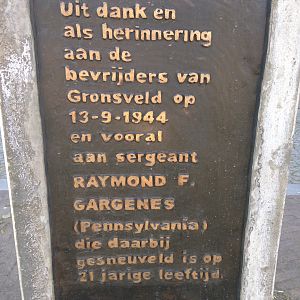 Uit dank en
als herinnering
aan de
bevrijders van
Gronsveld op
13-9-1944
en vooral
aan sergeant
RAYMOND F.
GARGENES
(Pennsylvania)
die daarbij
gesneuveld is op
21 jarige leeftijd.